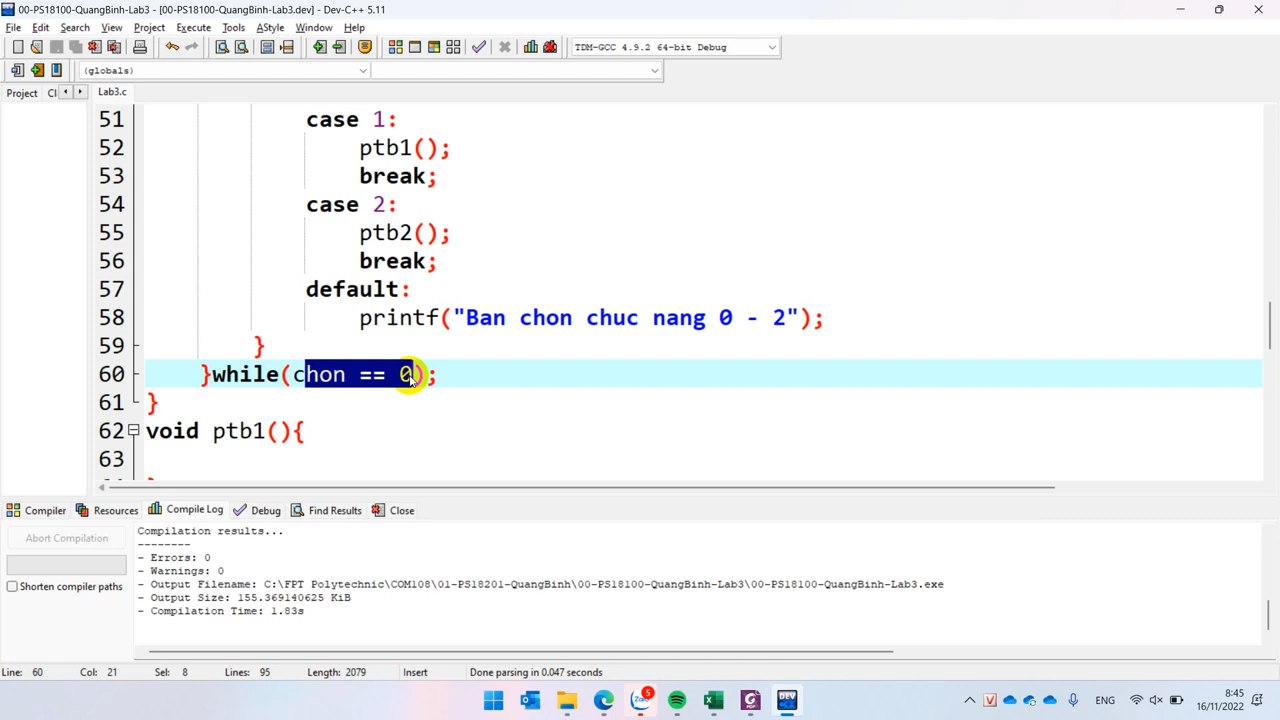 00-PS18100-QuangBinh-Lab3 - [00-PS18100-QuangBinh-Lab3.dev] - Dev-C++ 5.11
File Edit Search View Project Execute Tools AStyle Window Help
TDM-GCC 4.9.2 64-bit Debug
(globals)
Project Cl Lab3.c
51 case 1:
52 ptb1();
53 break;
54 case 2:
55 ptb2();
56 break;
57 default:
58 printf("Ban chon chuc nang 0 - 2");
59 }
60 }while(chon == 0);
61 }
62 void ptb1(){
63
Compiler Resources Compile Log Debug Find Results Close
Abort Compilation
Shorten compiler paths
Compilation results...
--------
- Errors: 0
- Warnings: 0
- Output Filename: C:\FPT Polytechnic\COM108\01-PS18201-QuangBinh\00-PS18100-QuangBinh-Lab3\00-PS18100-QuangBinh-Lab3.exe
- Output Size: 155.369140625 KiB
- Compilation Time: 1.83s
Line: 60 Col: 21 Sel: 8 Lines: 95 Length: 2079 Insert Done parsing in 0.047 seconds
Zalo 5 DEV ENG 8:45
16/11/2022